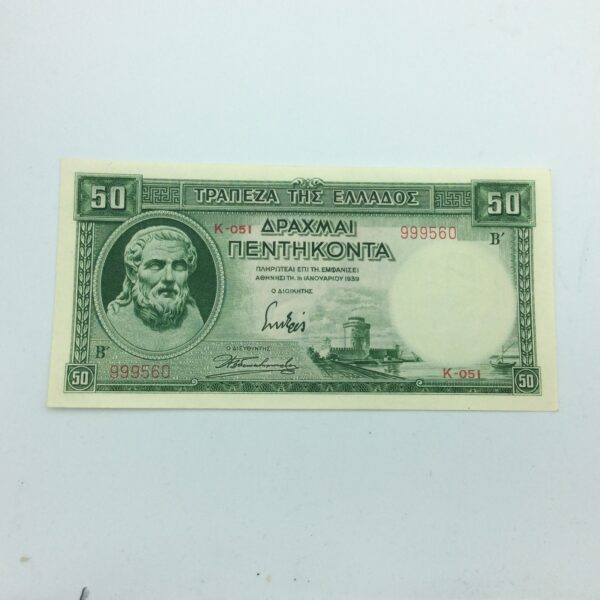 50 ΤΡΑΠΕΖΑ ΤΗΣ ΕΛΛΑΔΟΣ 50
Κ-051 ΔΡΑΧΜΑΙ 999560
ΠΕΝΤΗΚΟΝΤΑ Β΄
ΠΛΗΡΩΤΕΑΙ ΕΠΙ ΤΗ, ΕΜΦΑΝΙΣΕΙ
ΑΘΗΝΗΣΙ ΤΗ, 1η ΙΑΝΟΥΑΡΙΟΥ 1939
Ο ΔΙΟΙΚΗΤΗΣ
Ο ΔΙΕΥΘΥΝΤΗΣ
Β΄
999560 Κ-051
50 50